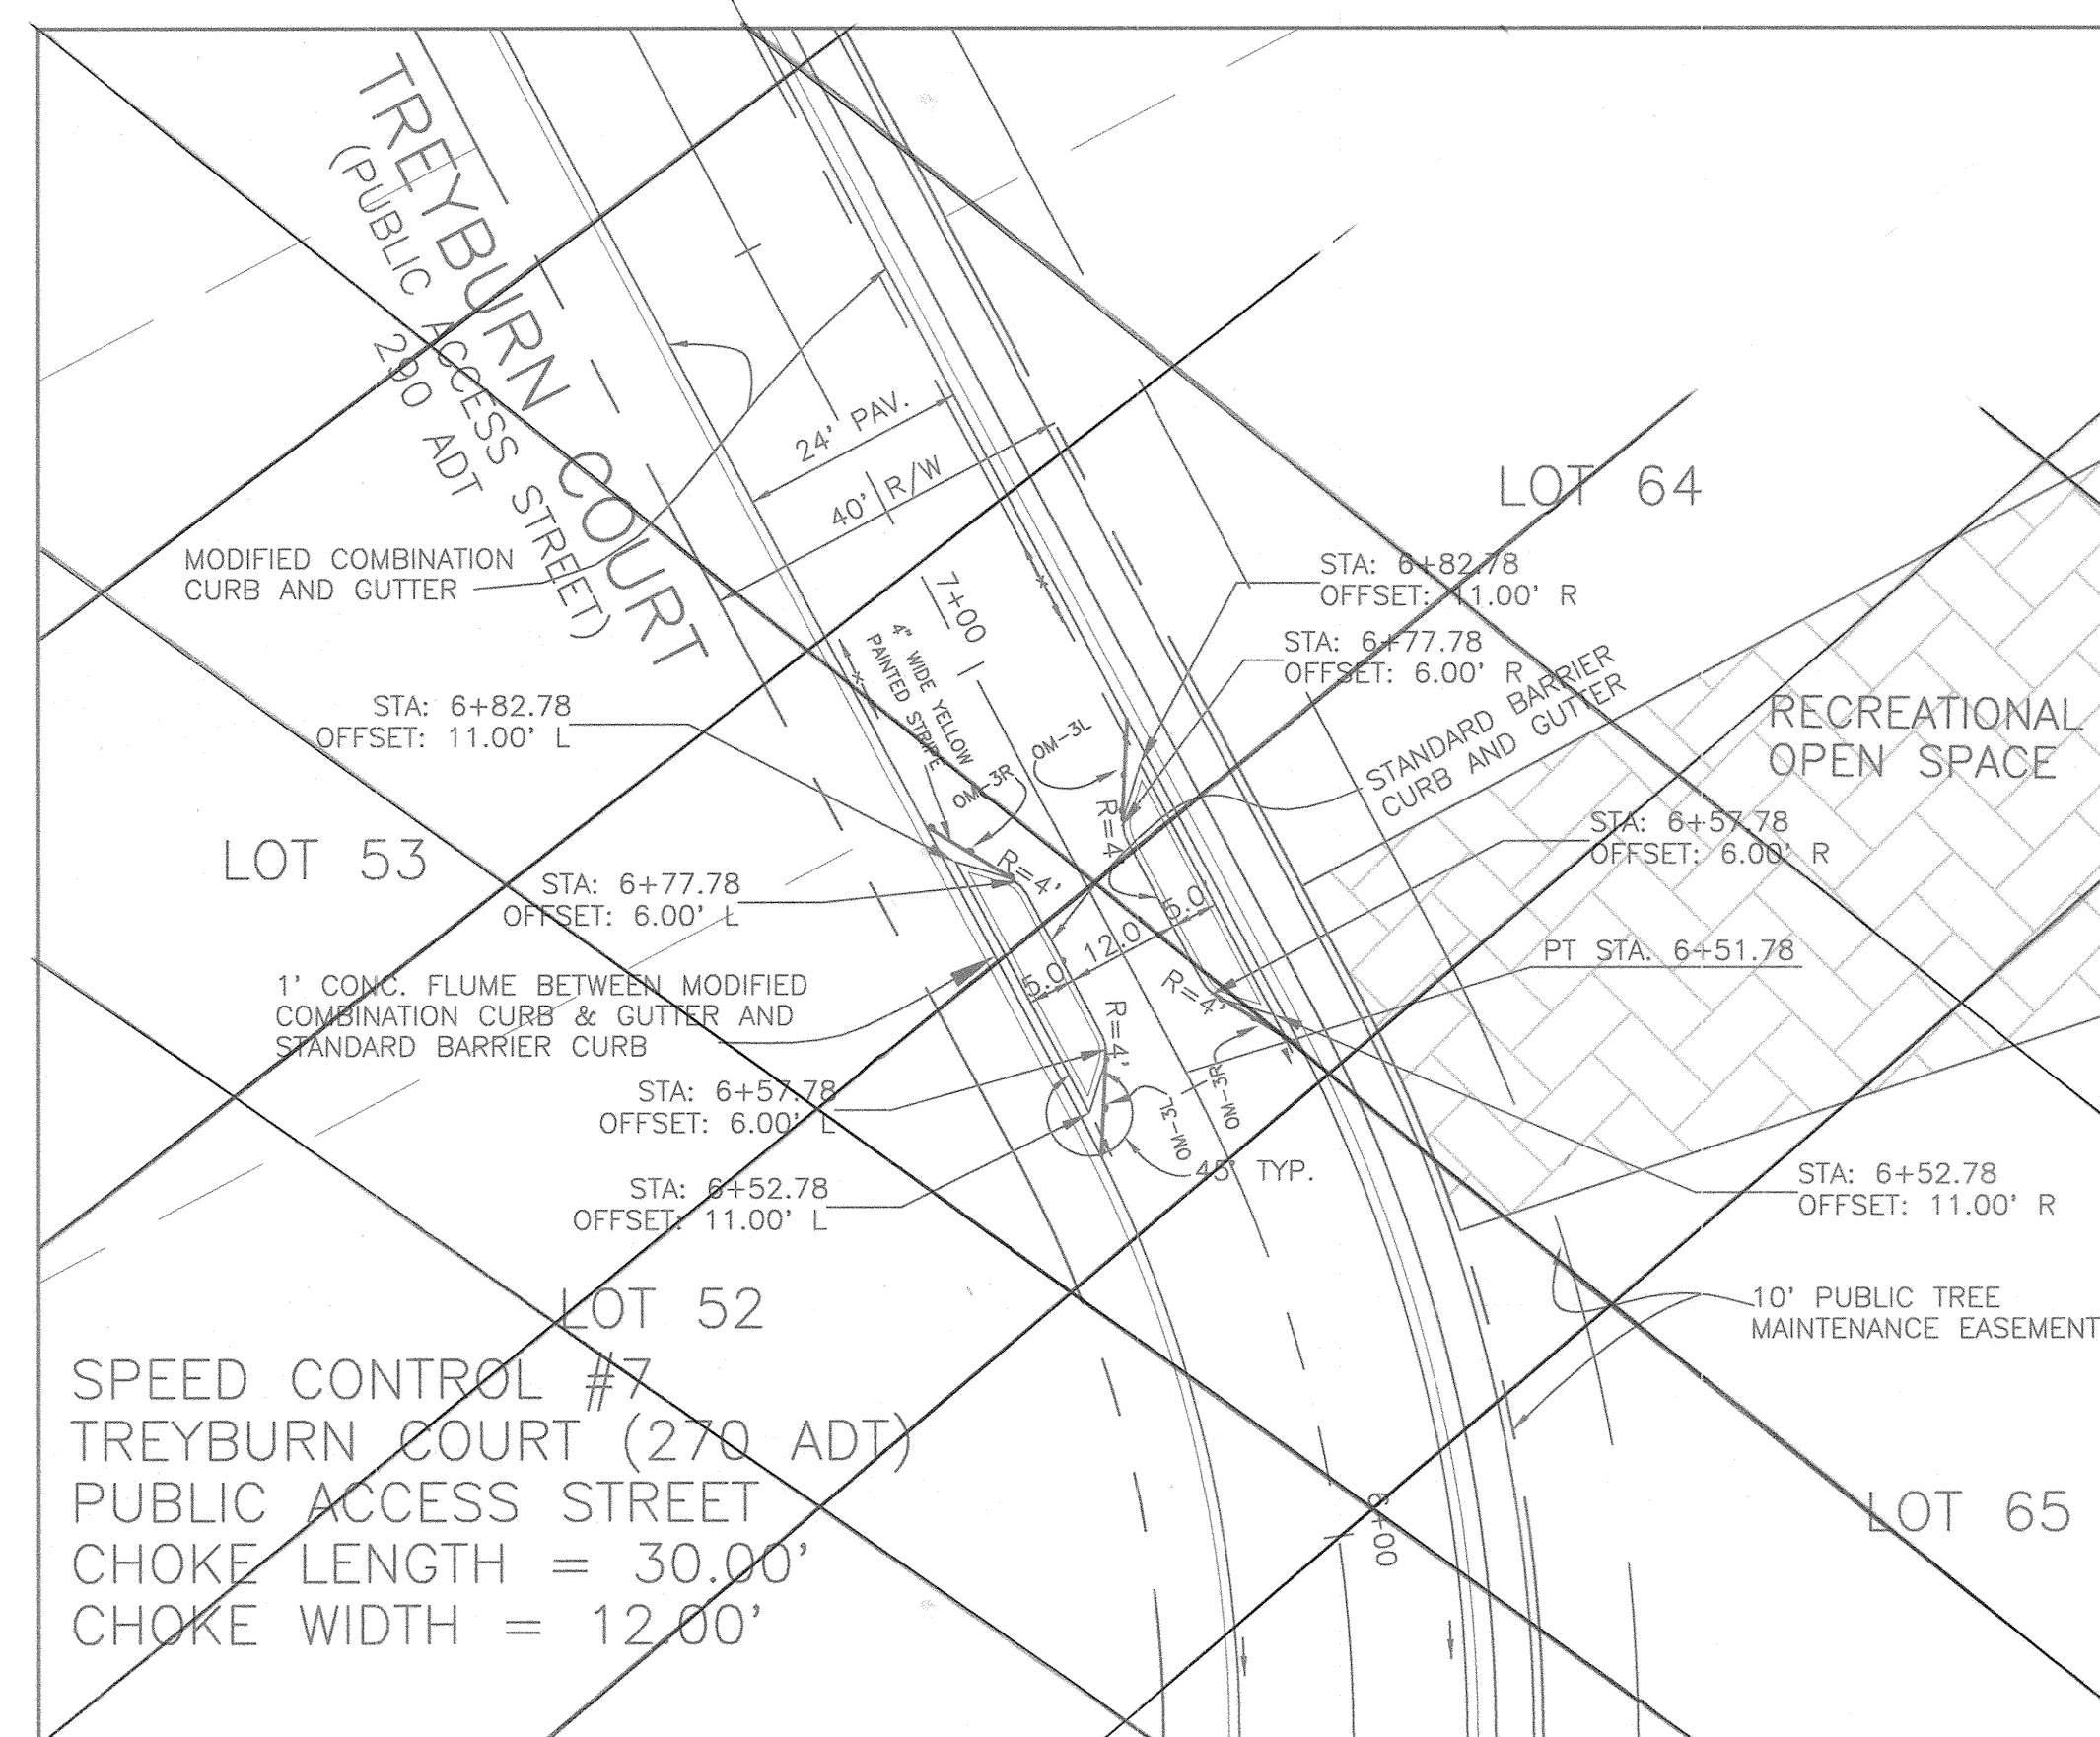 TREYBURN COURT
(PUBLIC ACCESS STREET)
290 ADT
24' PAV.
40' R/W
MODIFIED COMBINATION
CURB AND GUTTER
LOT 64
STA: 6+82.78
OFFSET: 11.00' R
7+00
STA: 6+77.78
OFFSET: 6.00' R
4" WIDE YELLOW
PAINTED STRIPE
STANDARD BARRIER
CURB AND GUTTER
STA: 6+82.78
OFFSET: 11.00' L
RECREATIONAL
OPEN SPACE
OM-3L
OM-3R
R=4'
R=4'
LOT 53
STA: 6+57.78
OFFSET: 6.00' R
STA: 6+77.78
OFFSET: 6.00' L
5.0'
12.0'
5.0'
PT STA. 6+51.78
1' CONC. FLUME BETWEEN MODIFIED
COMBINATION CURB & GUTTER AND
STANDARD BARRIER CURB
R=4'
R=4'
STA: 6+57.78
OFFSET: 6.00' L
OM-3L
OM-3R
45° TYP.
STA: 6+52.78
OFFSET: 11.00' L
STA: 6+52.78
OFFSET: 11.00' R
LOT 52
10' PUBLIC TREE
MAINTENANCE EASEMENT
SPEED CONTROL #7
TREYBURN COURT (270 ADT)
PUBLIC ACCESS STREET
CHOKE LENGTH = 30.00'
CHOKE WIDTH = 12.00'
6+00
LOT 65